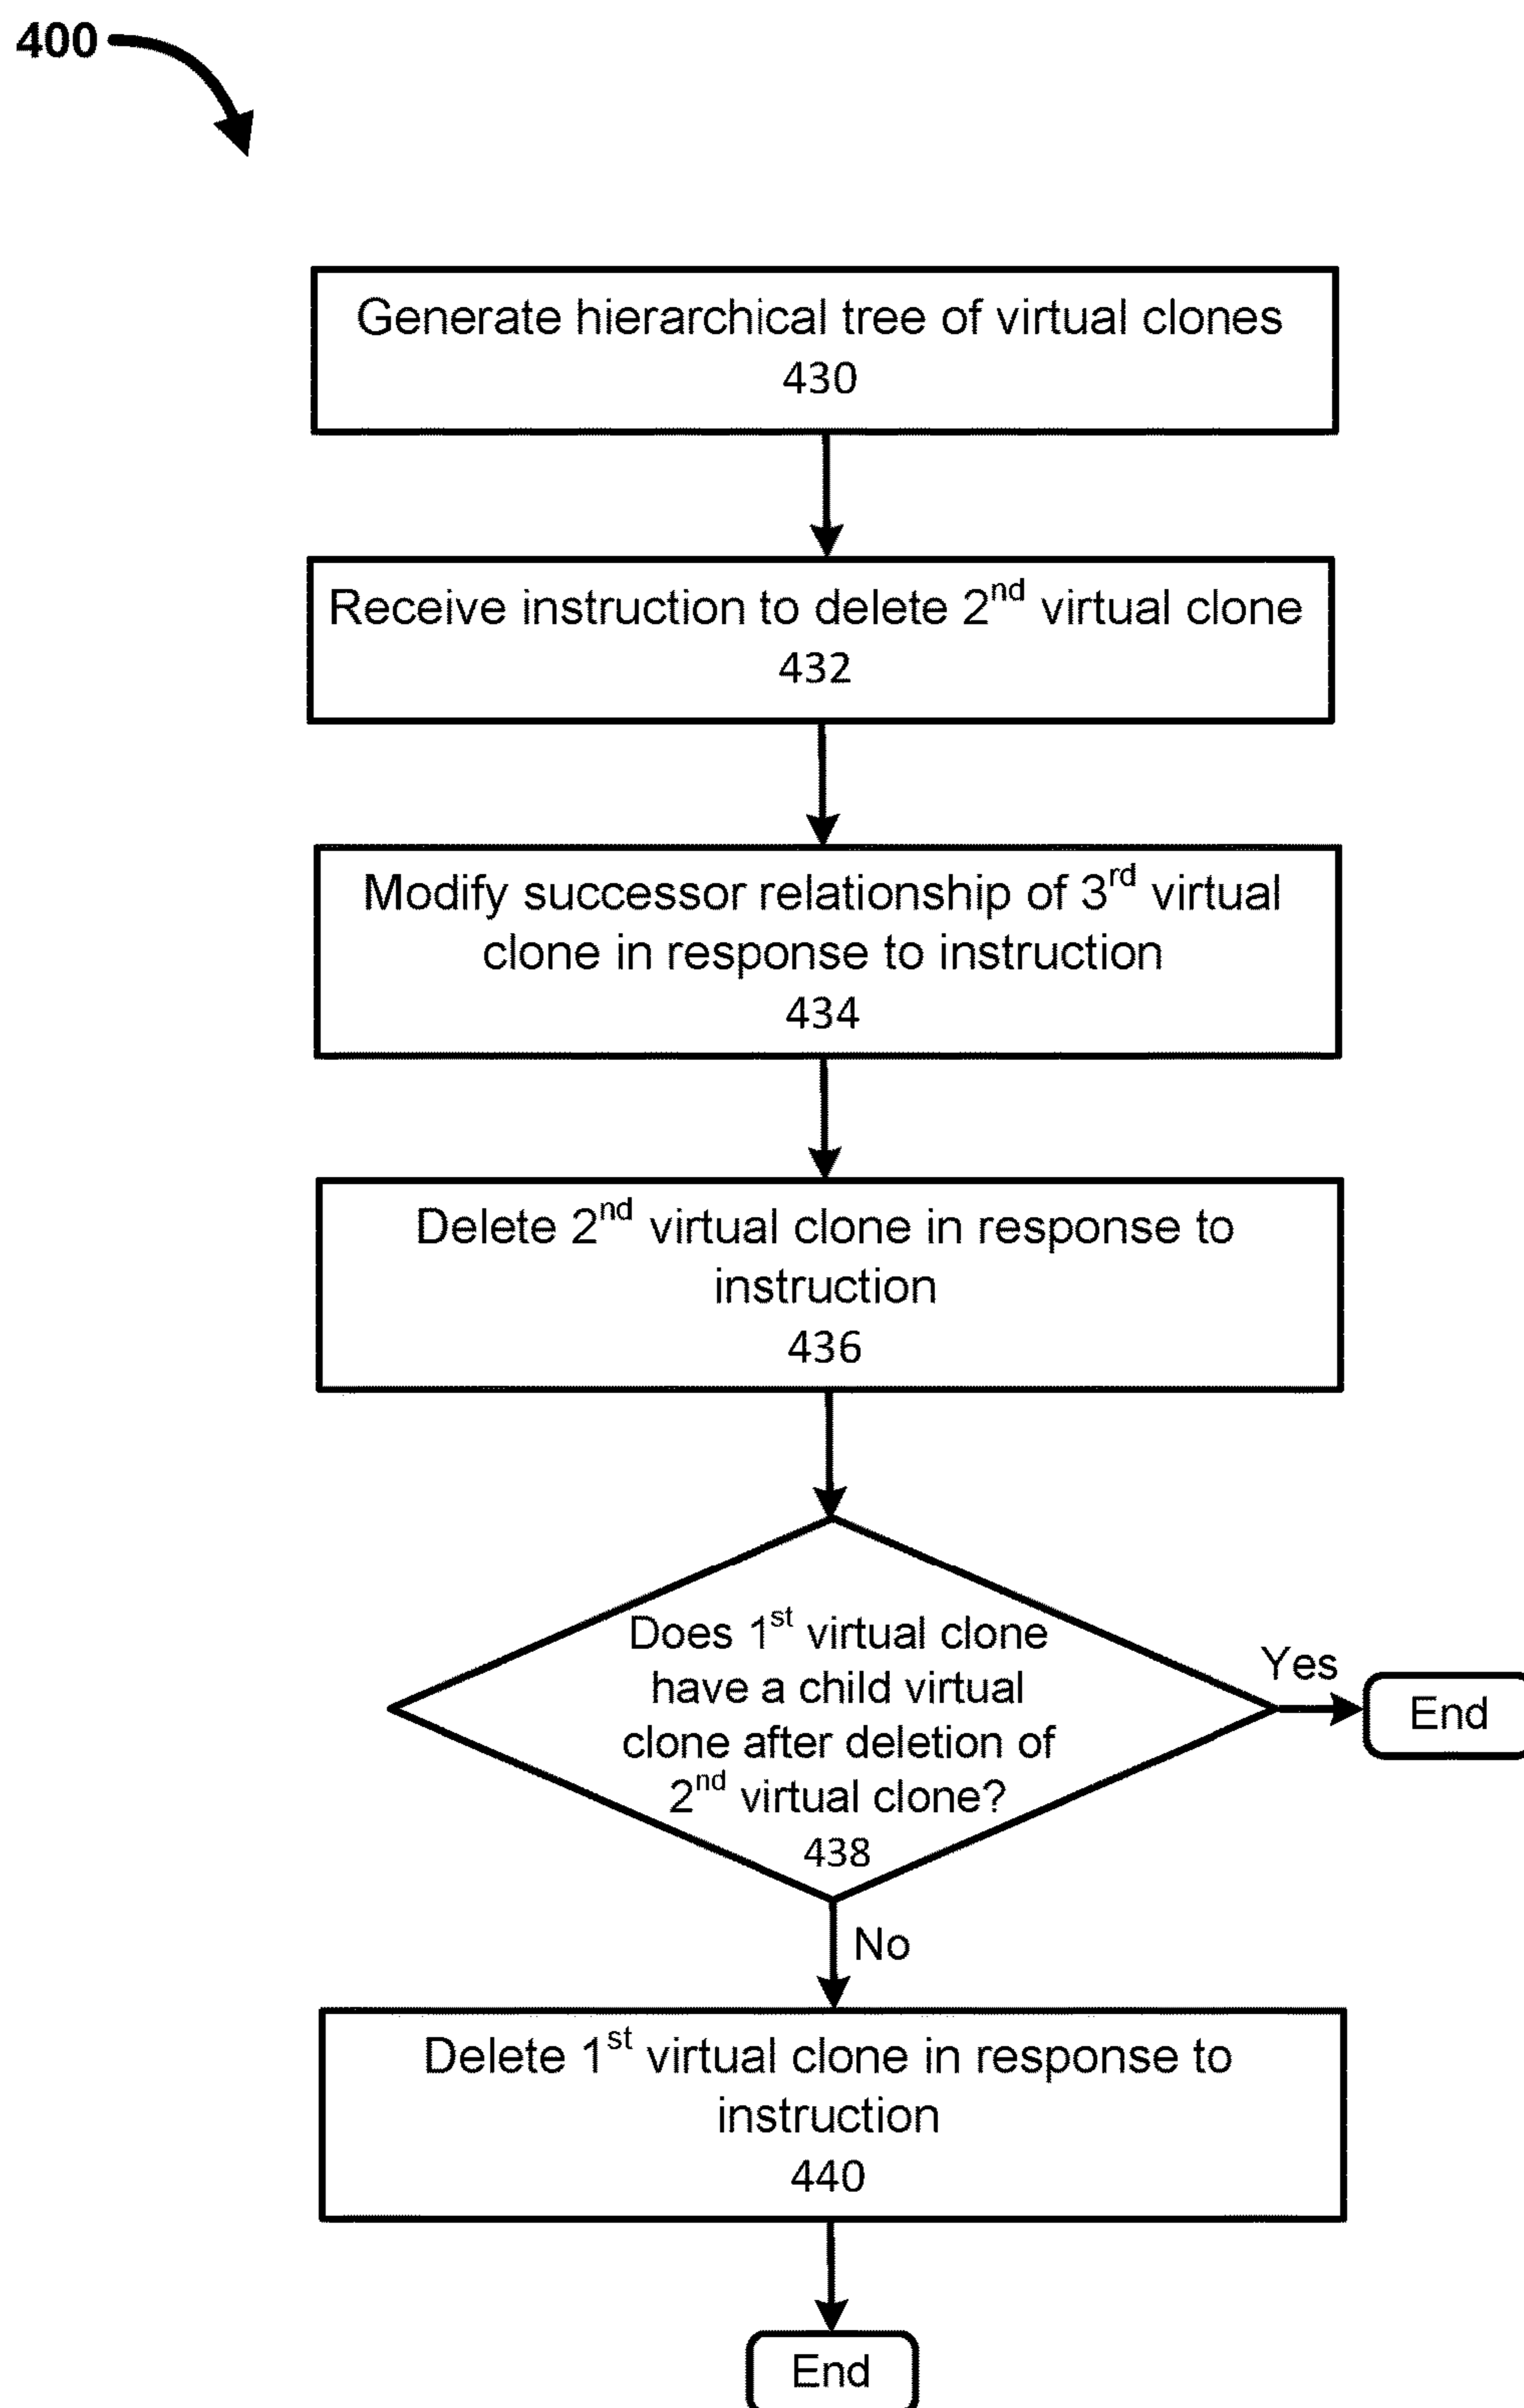 400
Generate hierarchical tree of virtual clones
430
Receive instruction to delete 2nd virtual clone
432
Modify successor relationship of 3rd virtual
clone in response to instruction
434
Delete 2nd virtual clone in response to
instruction
436
Does 1st virtual clone
have a child virtual
clone after deletion of
2nd virtual clone?
438
Yes
End
No
Delete 1st virtual clone in response to
instruction
440
End